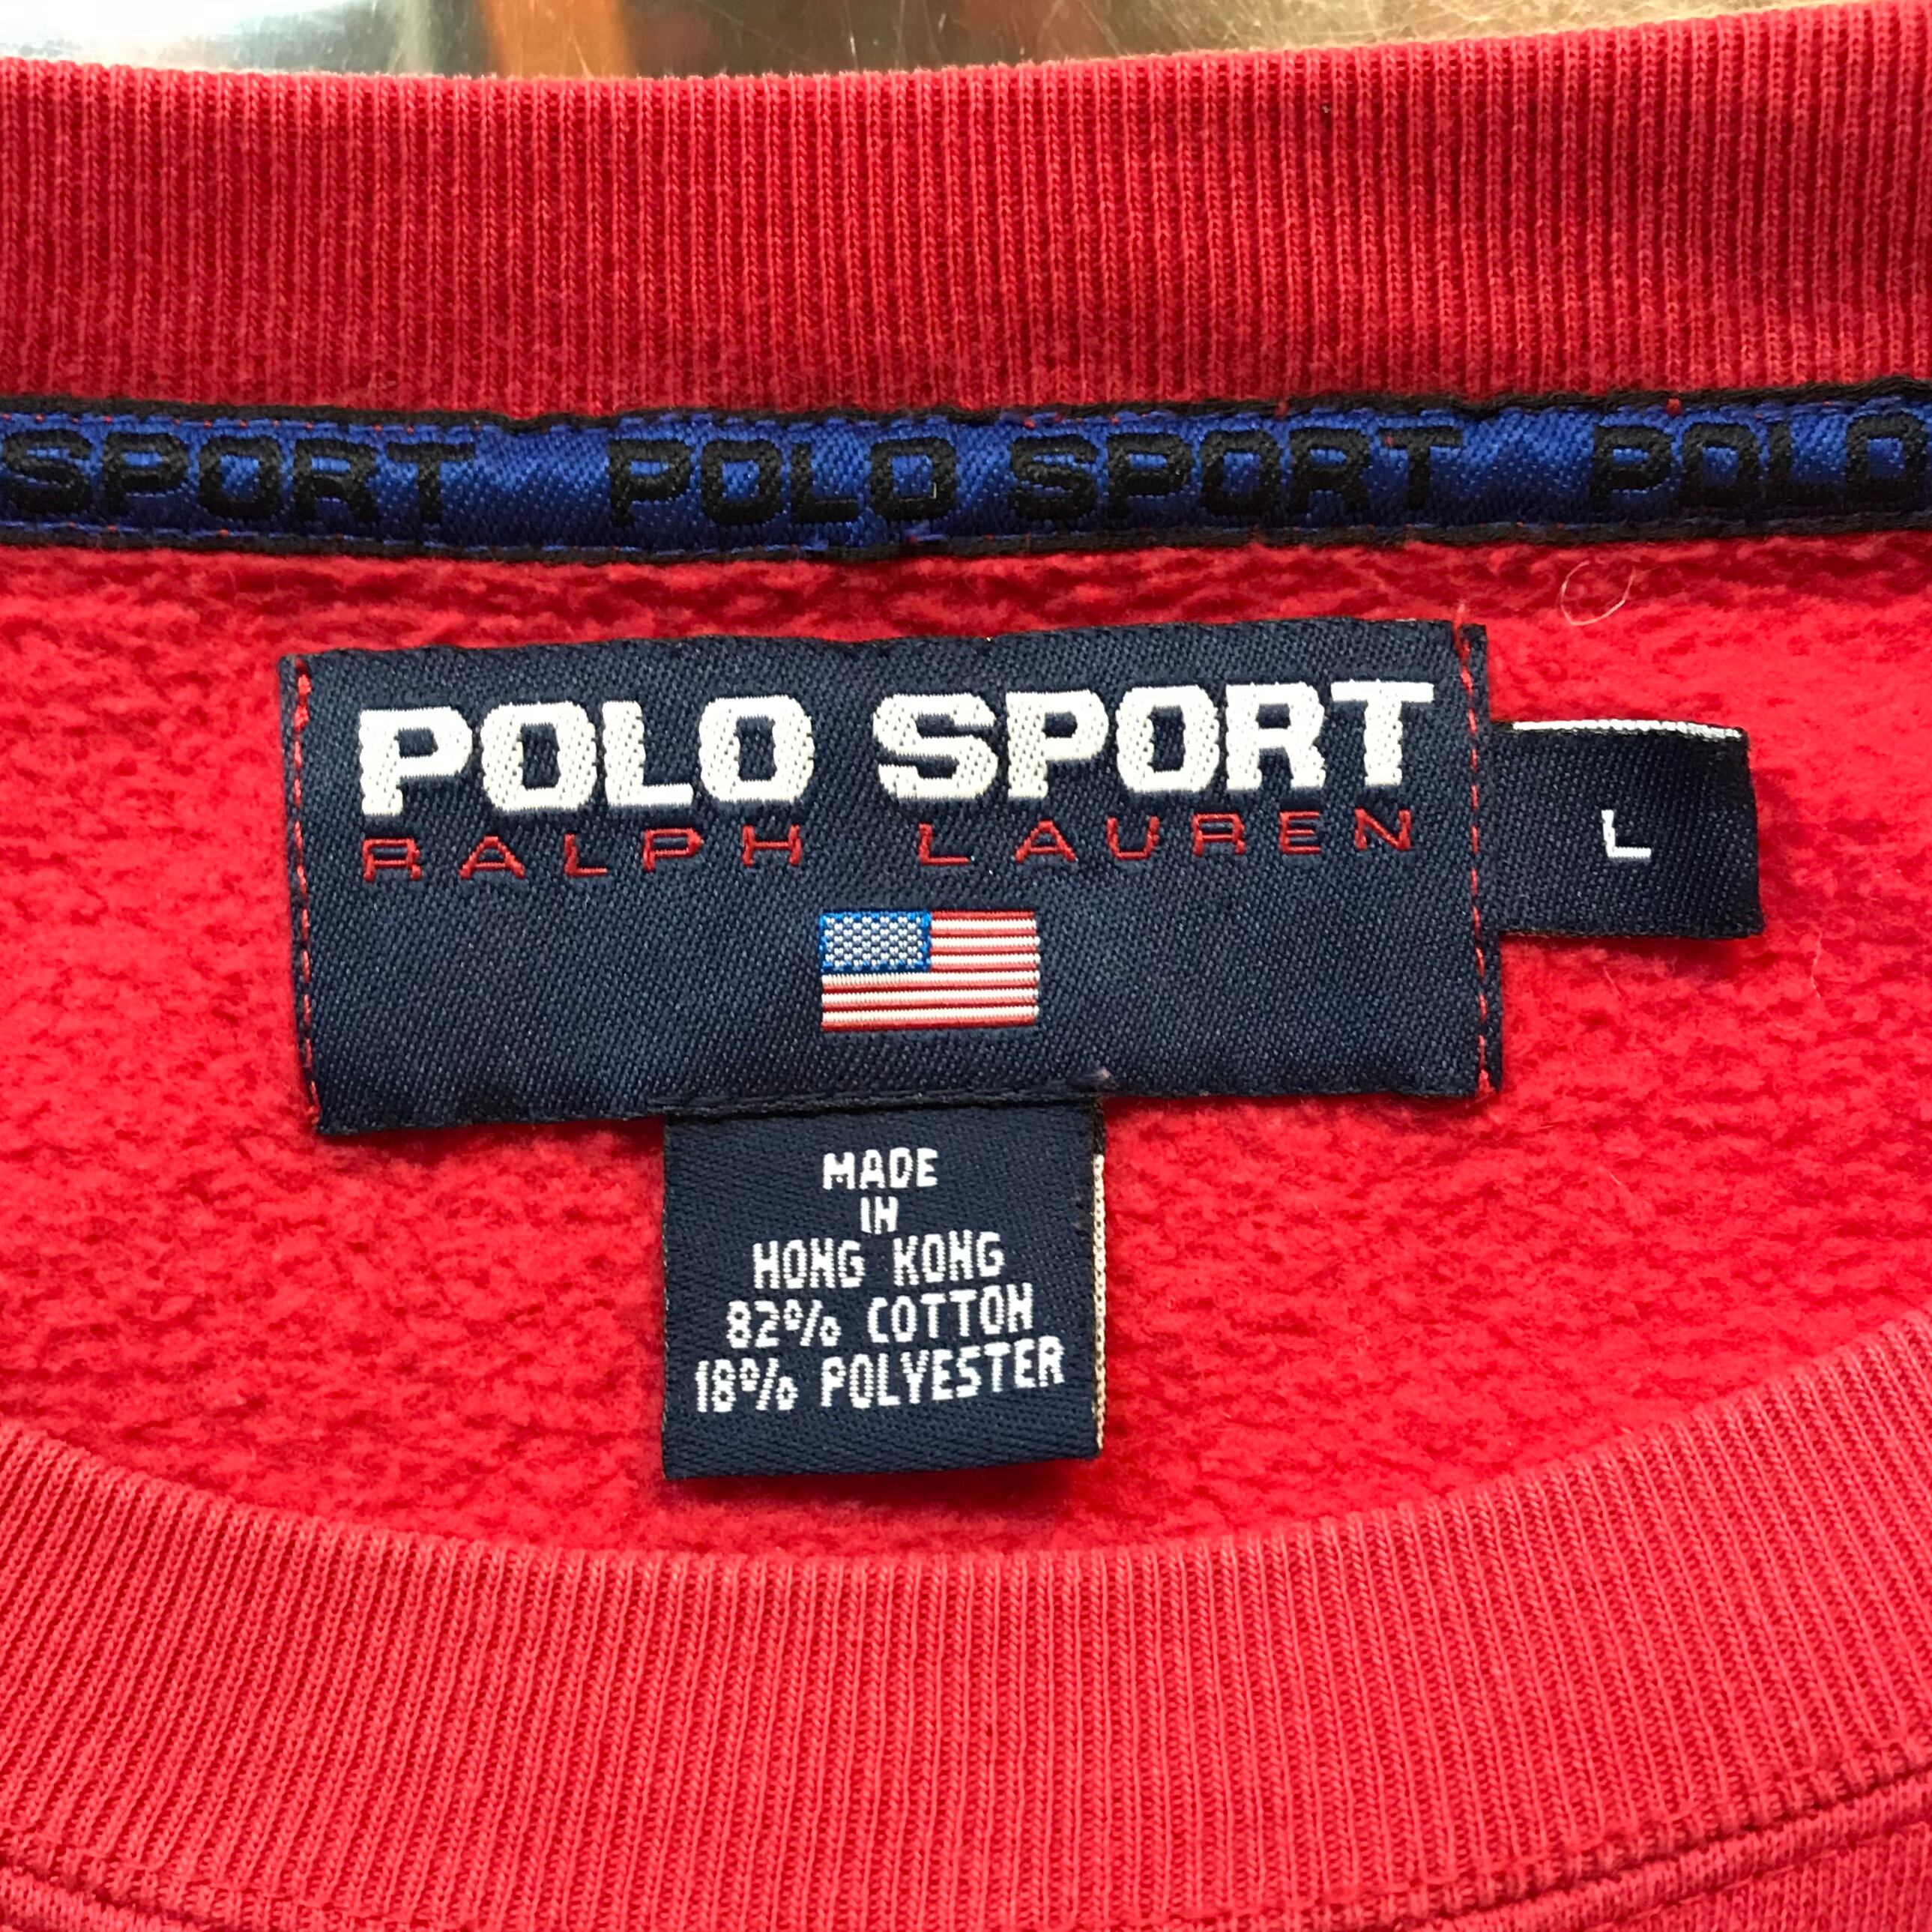 SPORT POLO SPORT POLO
POLO SPORT
RALPH LAUREN
L
MADE
IN
HONG KONG
82% COTTON
18% POLYESTER